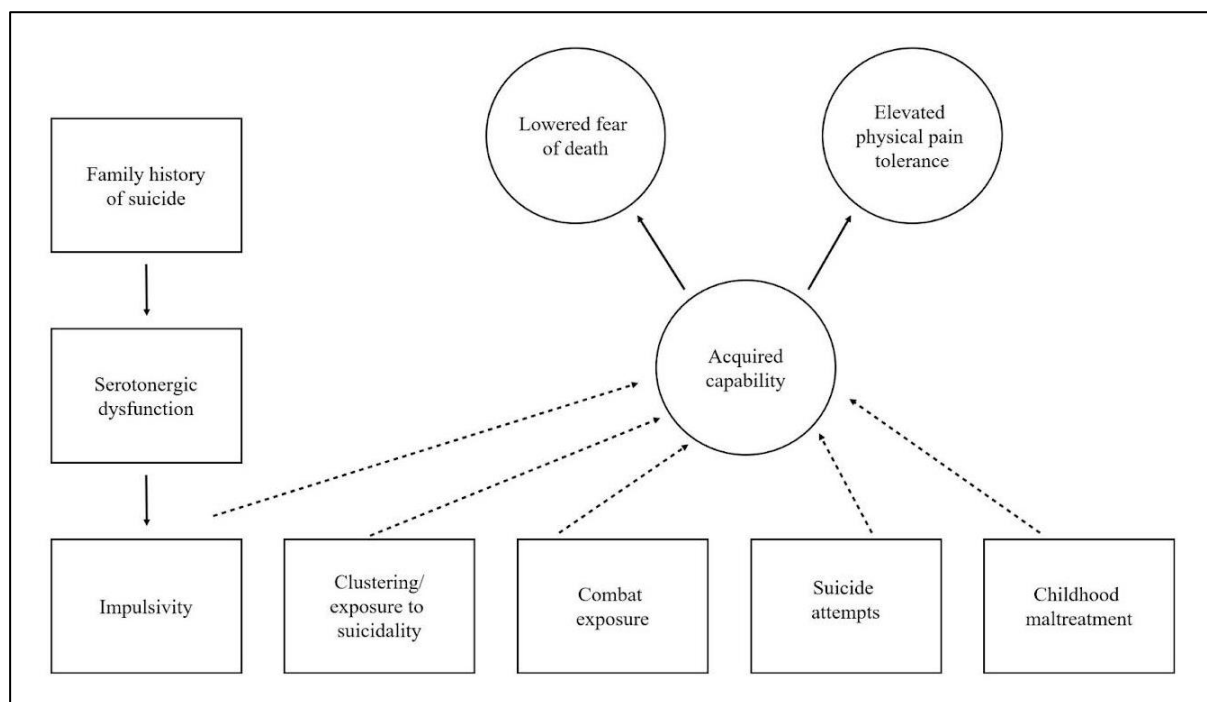 Lowered fear
of death
Elevated
physical pain
tolerance
Family history
of suicide
Serotonergic
dysfunction
Acquired
capability
Impulsivity
Clustering/
exposure to
suicidality
Combat
exposure
Suicide
attempts
Childhood
maltreatment